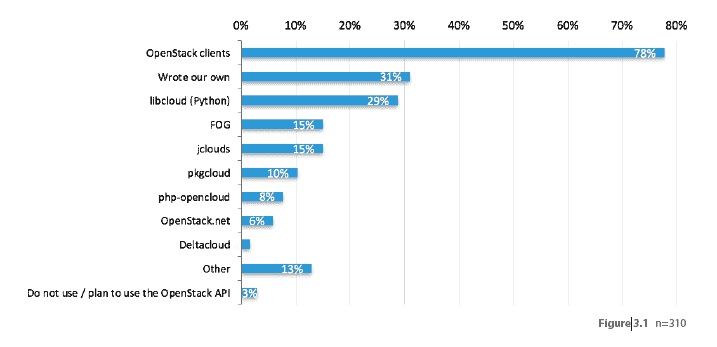 0% 10% 20% 30% 40% 50% 60% 70% 80%
OpenStack clients 78%
Wrote our own 31%
libcloud (Python) 29%
FOG 15%
jclouds 15%
pkgcloud 10%
php-opencloud 8%
OpenStack.net 6%
Deltacloud
Other 13%
Do not use / plan to use the OpenStack API 3%
Figure 3.1 n=310